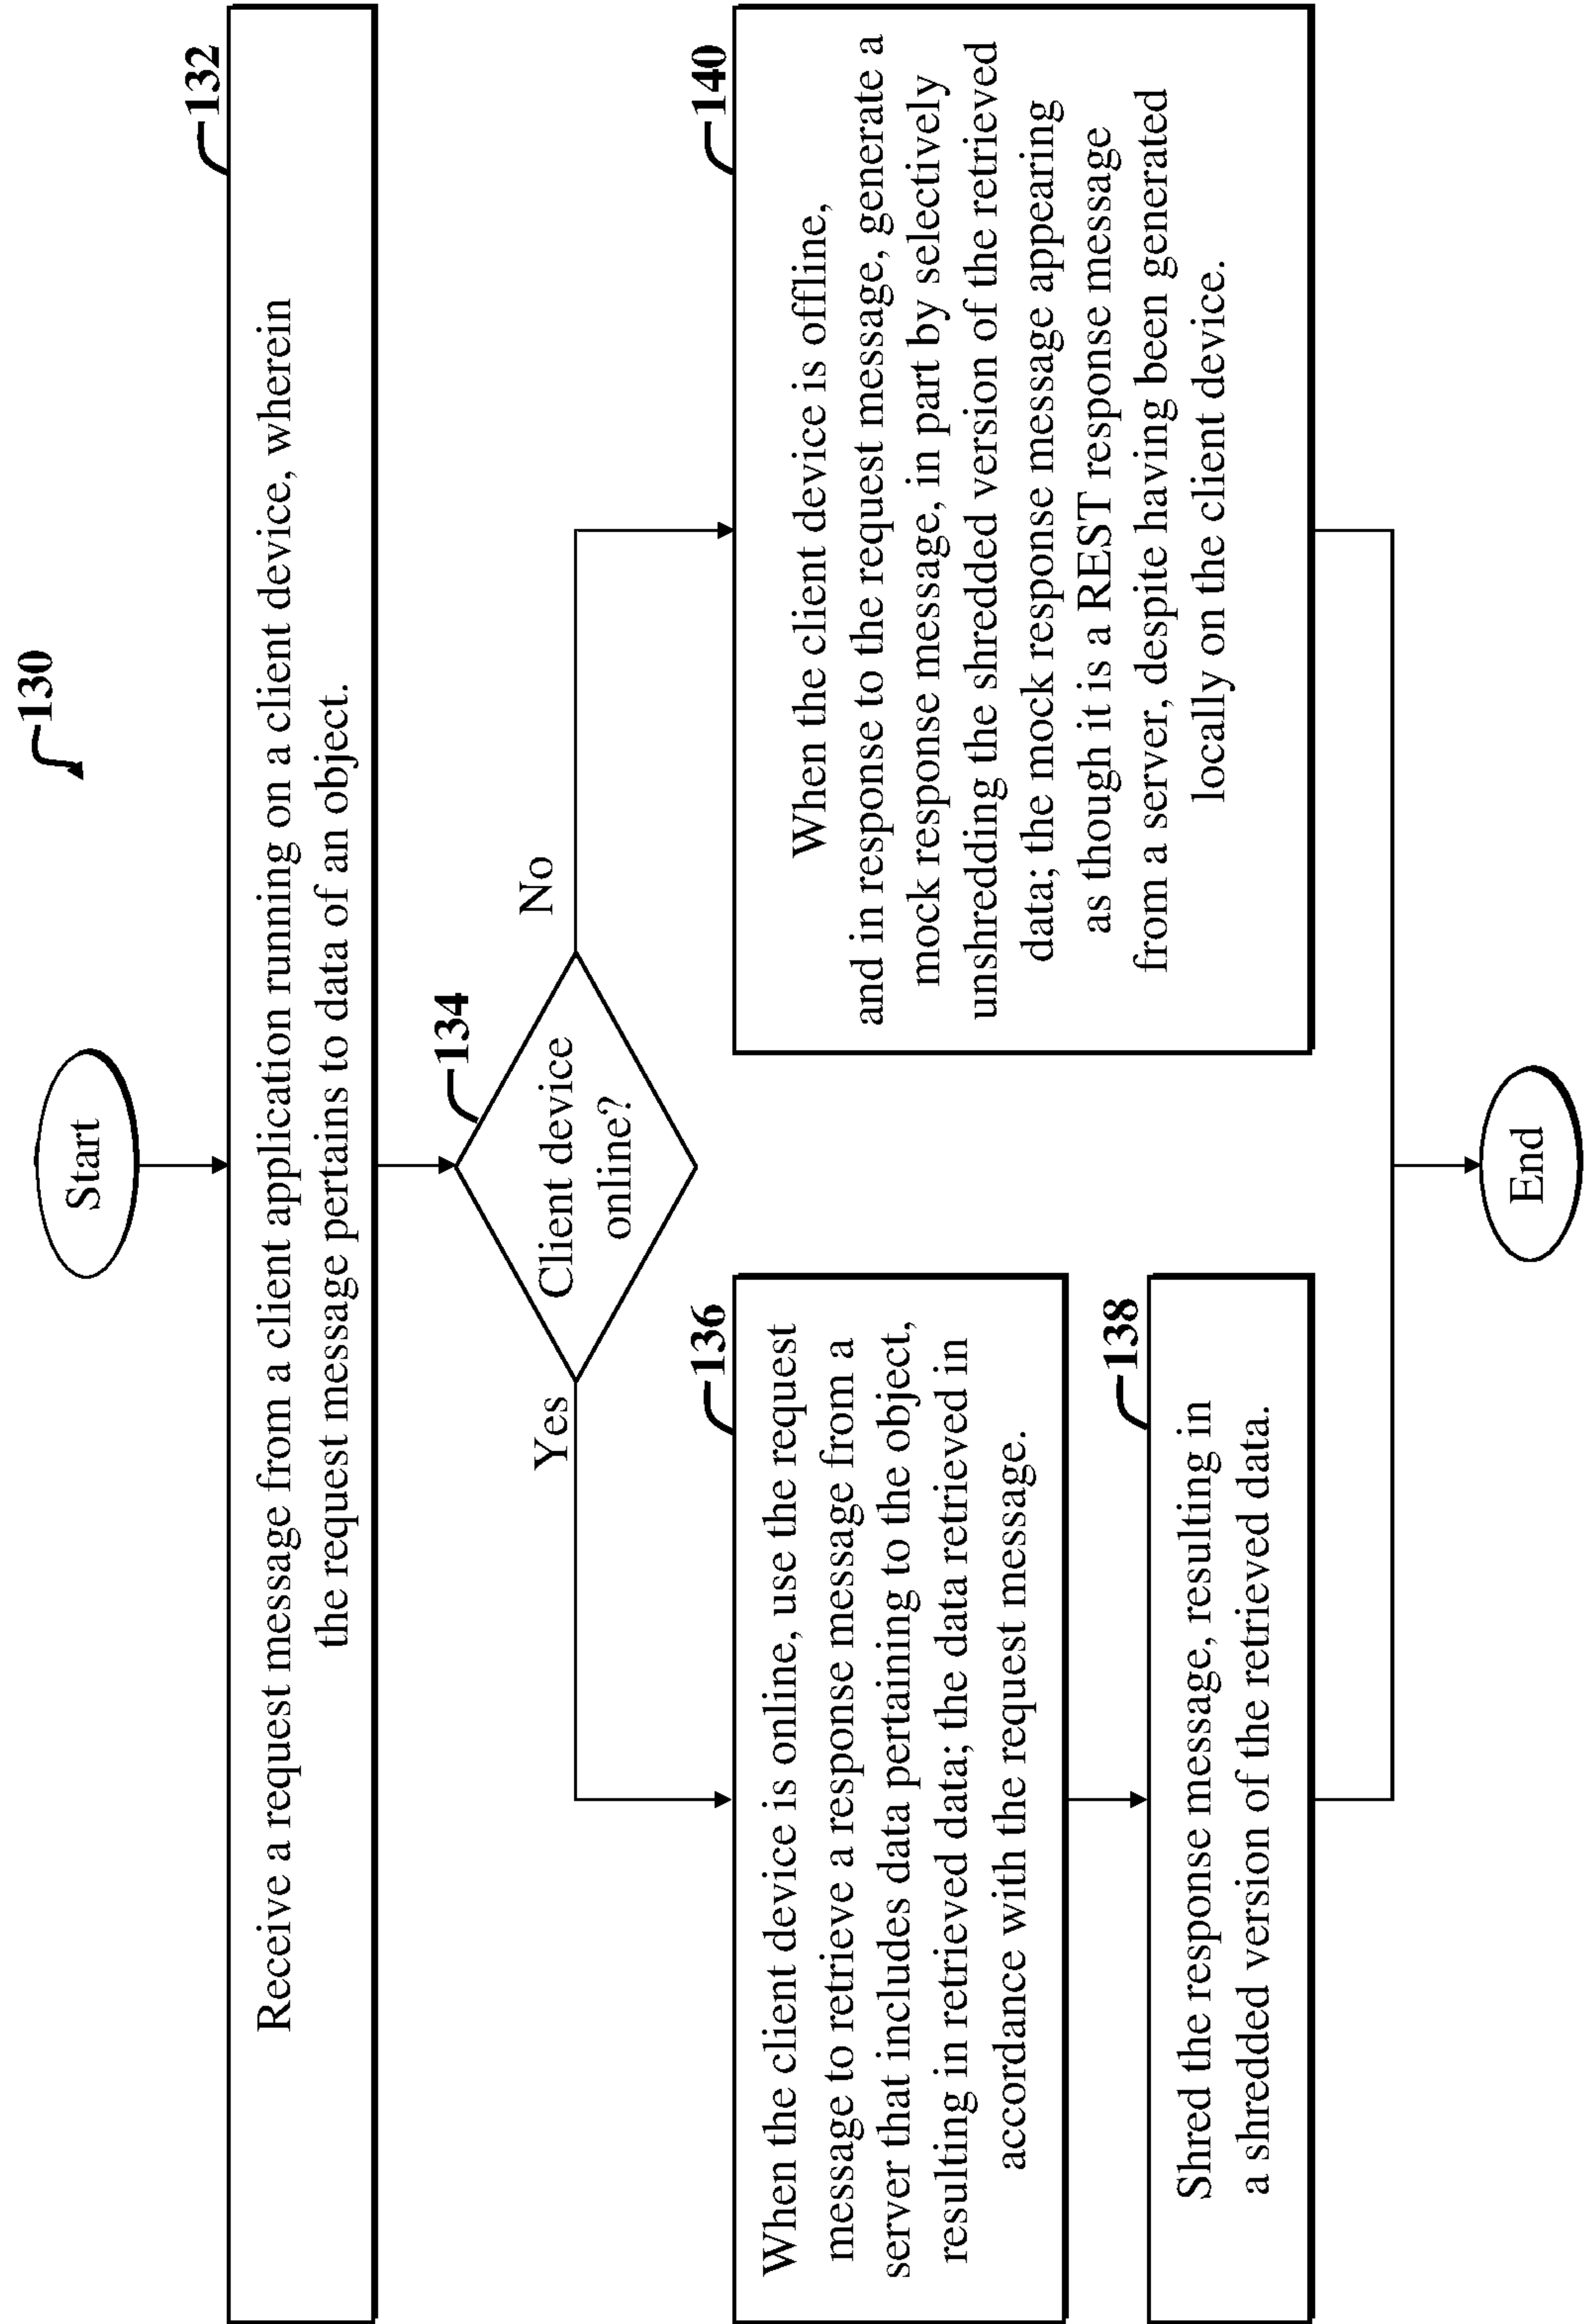 130
Start
132
Receive a request message from a client application running on a client device, wherein
the request message pertains to data of an object.
134
Client device
online?
Yes
No
136
When the client device is online, use the request
message to retrieve a response message from a
server that includes data pertaining to the object,
resulting in retrieved data; the data retrieved in
accordance with the request message.
138
Shred the response message, resulting in
a shredded version of the retrieved data.
140
When the client device is offline,
and in response to the request message, generate a
mock response message, in part by selectively
unshredding the shredded version of the retrieved
data; the mock response message appearing
as though it is a REST response message
from a server, despite having been generated
locally on the client device.
End